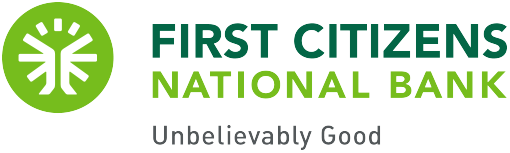 FIRST CITIZENS
NATIONAL BANK
Unbelievably Good